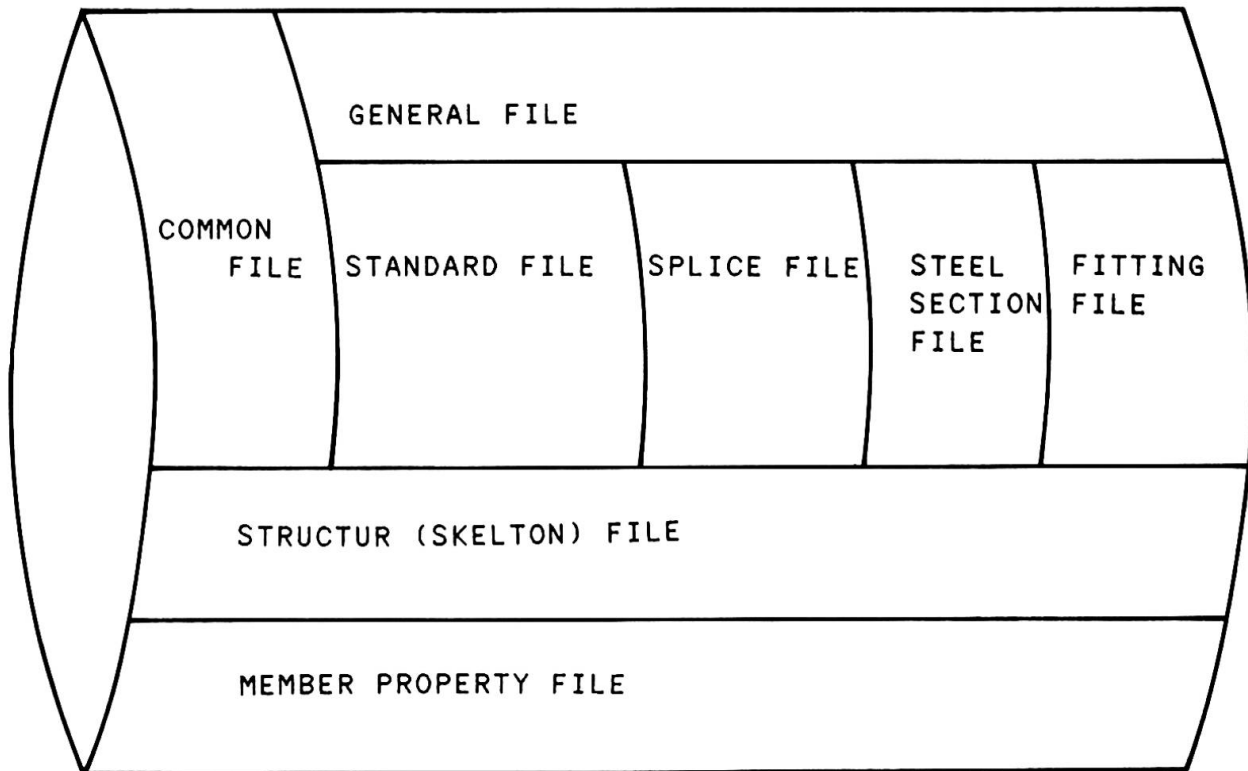 GENERAL FILE
COMMON
FILE
STANDARD FILE
SPLICE FILE
STEEL
SECTION
FILE
FITTING
FILE
STRUCTUR (SKELTON) FILE
MEMBER PROPERTY FILE